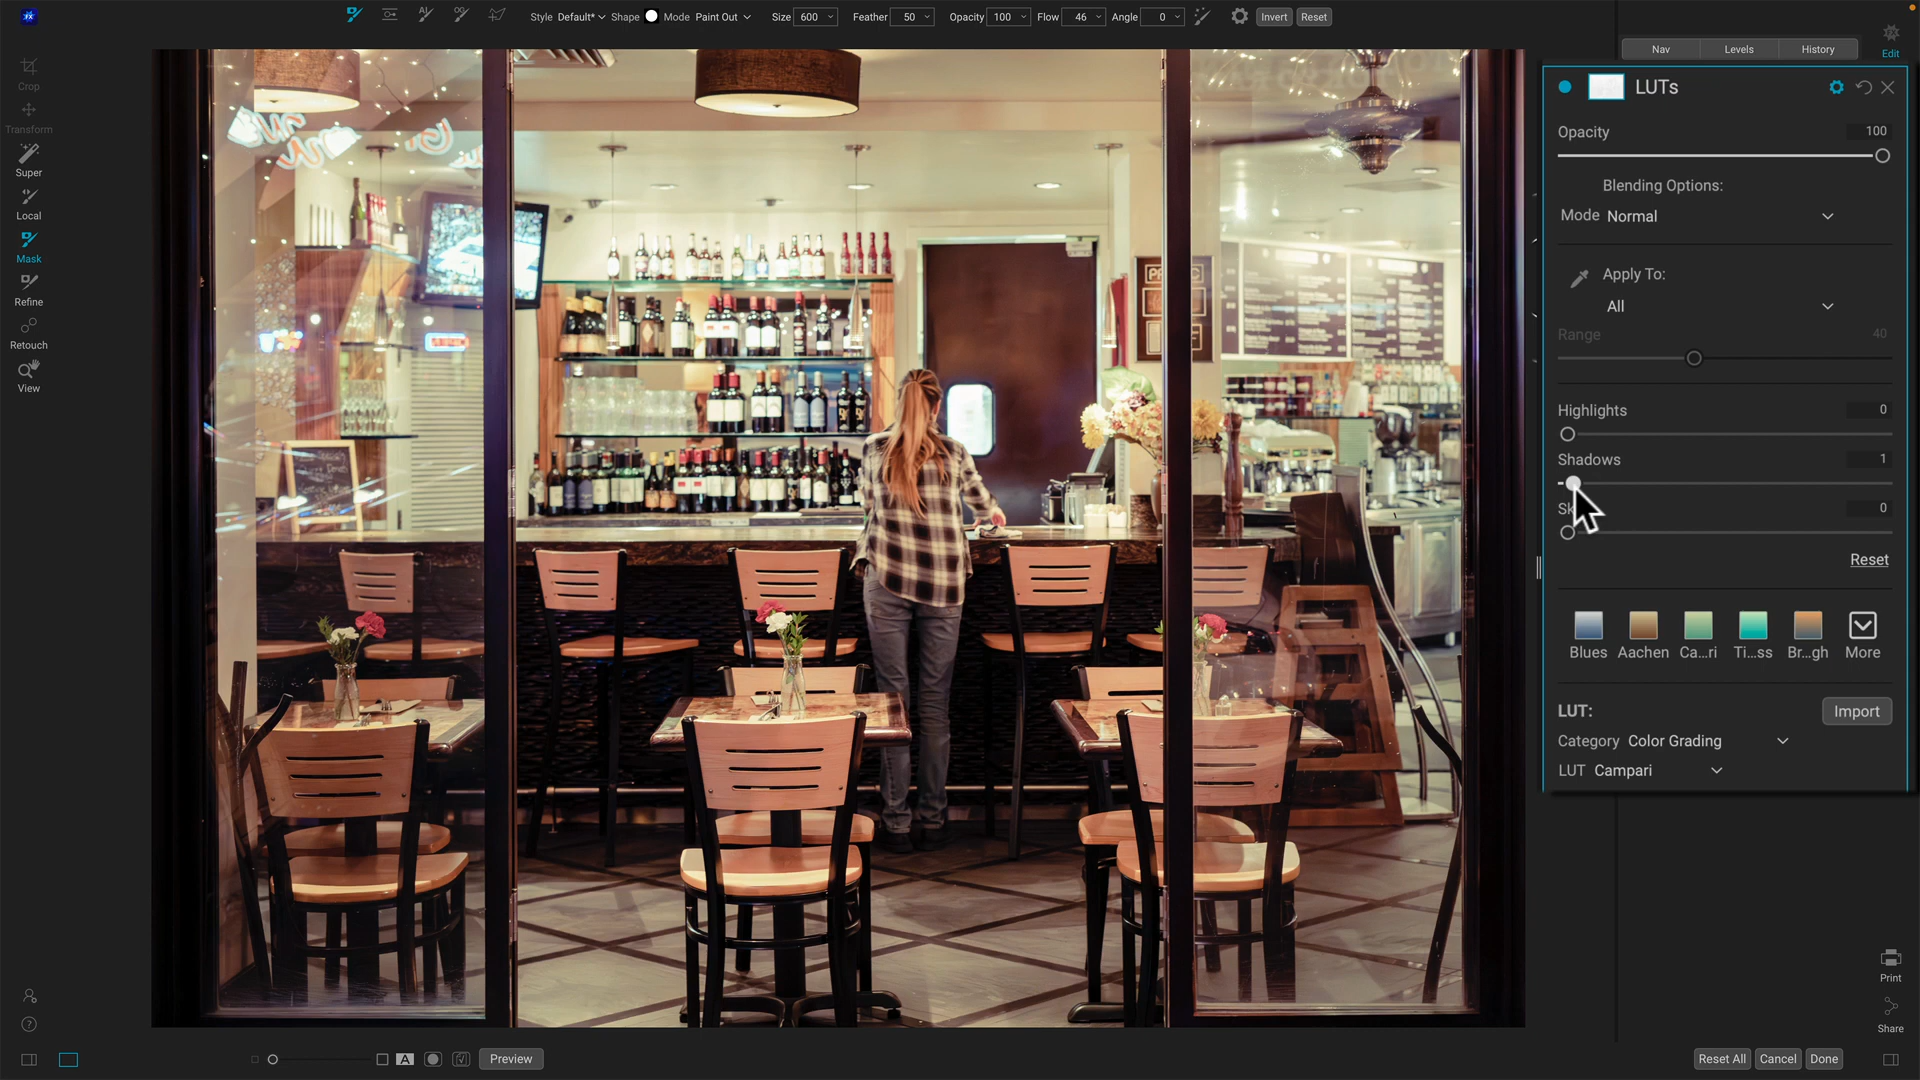 Style Default* Shape Mode Paint Out Size 600 Feather 50 Opacity 100 Flow 46 Angle 0 Invert Reset
Nav Levels History
Edit
Crop
Transform
Super
Local
Mask
Refine
Retouch
View
LUTs
Opacity 100
Blending Options:
Mode Normal
Apply To:
All
Range 40
Highlights 0
Shadows 1
0
Reset
Blues Aachen Ca...ri Ti...ss Br...gh More
LUT: Import
Category Color Grading
LUT Campari
Print
Share
A Preview
Reset All Cancel Done